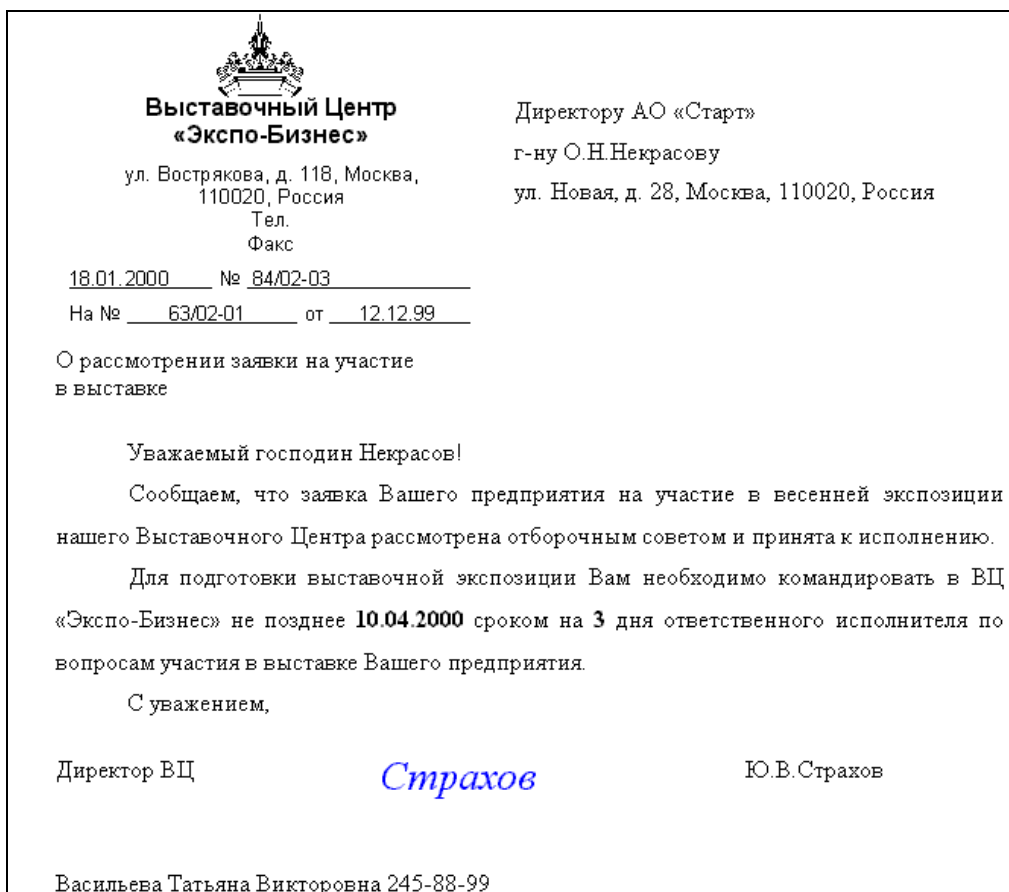 Выставочный Центр
«Экспо-Бизнес»
ул. Вострякова, д. 118, Москва,
110020, Россия
Тел.
Факс
18.01.2000 № 84/02-03
На № 63/02-01 от 12.12.99
Директору АО «Старт»
г-ну О.Н.Некрасову
ул. Новая, д. 28, Москва, 110020, Россия
О рассмотрении заявки на участие
в выставке
Уважаемый господин Некрасов!
Сообщаем, что заявка Вашего предприятия на участие в весенней экспозиции
нашего Выставочного Центра рассмотрена отборочным советом и принята к исполнению.
Для подготовки выставочной экспозиции Вам необходимо командировать в ВЦ
«Экспо-Бизнес» не позднее 10.04.2000 сроком на 3 дня ответственного исполнителя по
вопросам участия в выставке Вашего предприятия.
С уважением,
Директор ВЦ Страхов Ю.В.Страхов
Васильева Татьяна Викторовна 245-88-99